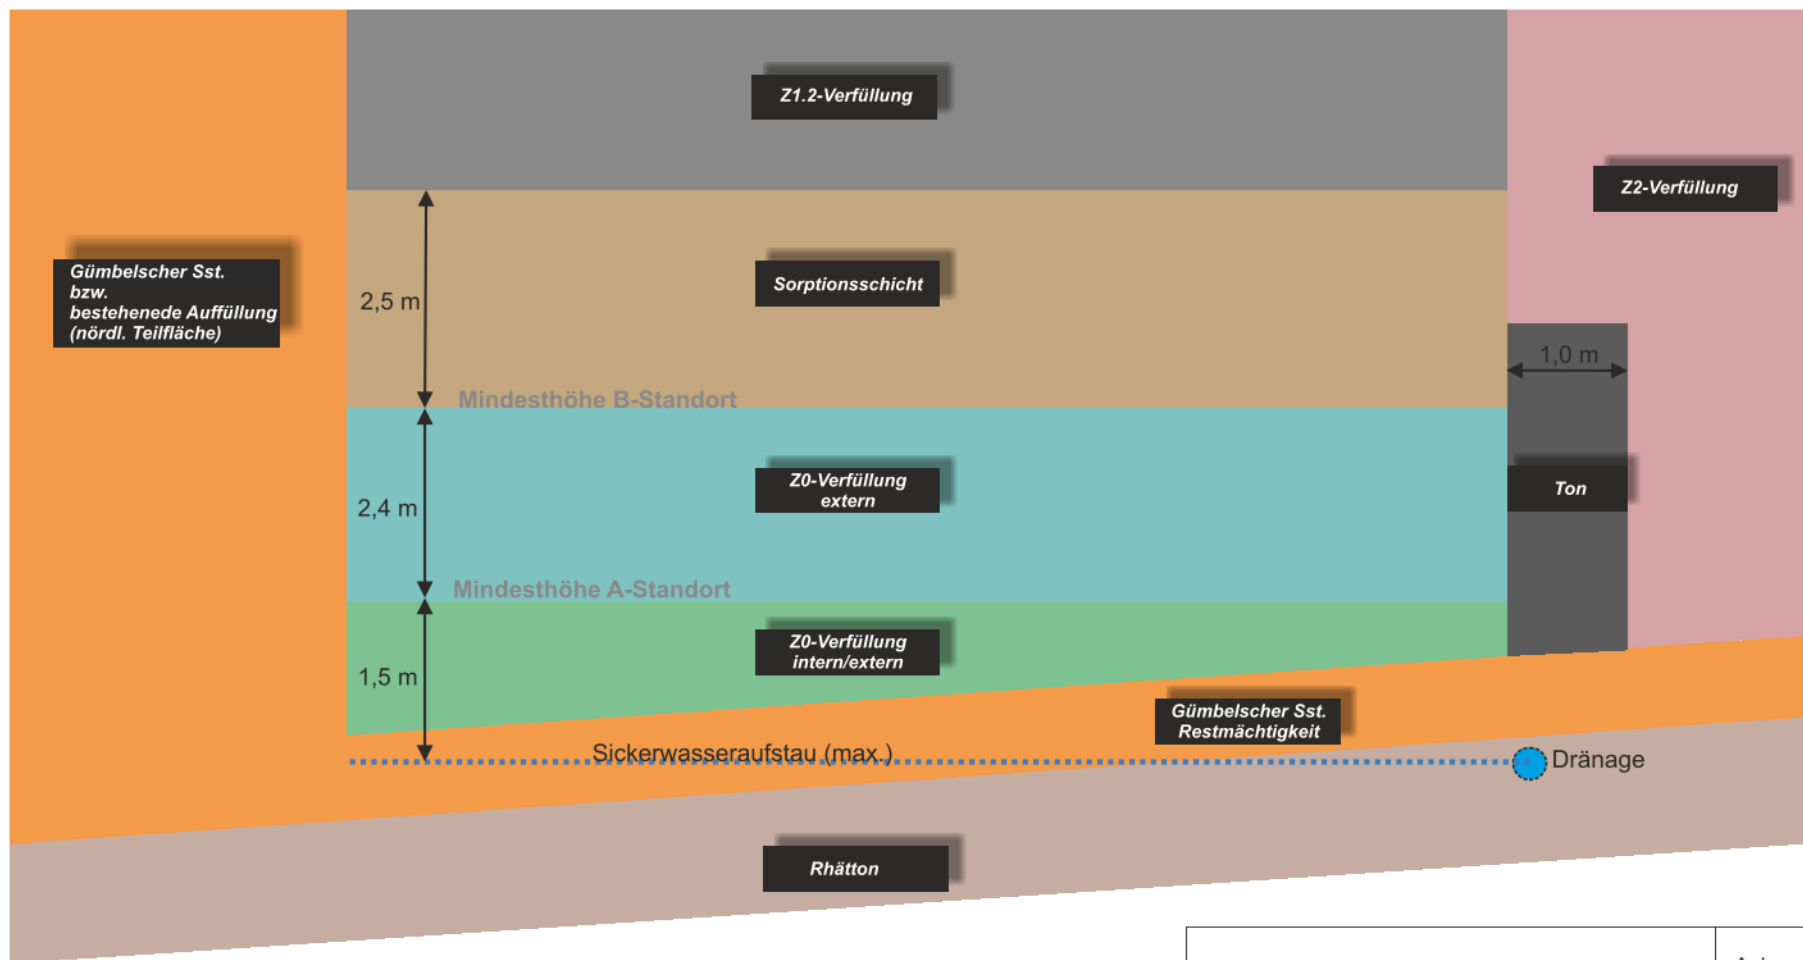 Z1.2-Verfüllung
Z2-Verfüllung
Gümbelscher Sst.
bzw.
bestehenede Auffüllung
(nördl. Teilfläche)
Sorptionsschicht
2,5 m
1,0 m
Mindesthöhe B-Standort
Z0-Verfüllung
extern
2,4 m
Ton
Mindesthöhe A-Standort
Z0-Verfüllung
intern/extern
1,5 m
Gümbelscher Sst.
Restmächtigkeit
Sickerwasseraufstau (max.)
Dränage
Rhätton